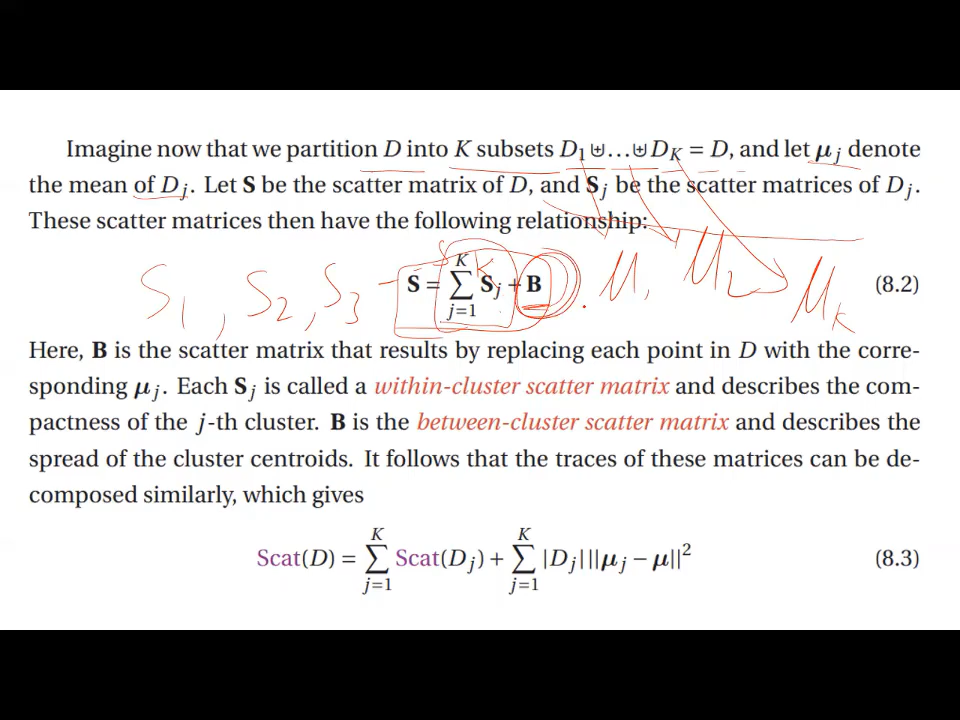 Imagine now that we partition D into K subsets D₁ ⊎ … ⊎ D_K = D, and let μ_j denote
the mean of D_j. Let S be the scatter matrix of D, and S_j be the scatter matrices of D_j.
These scatter matrices then have the following relationship:
S₁, S₂, S₃ S = ∑_{j=1}^{K} S_j + B . μ₁ μ₂ μ_k (8.2)
Here, B is the scatter matrix that results by replacing each point in D with the corre-
sponding μ_j. Each S_j is called a within-cluster scatter matrix and describes the com-
pactness of the j-th cluster. B is the between-cluster scatter matrix and describes the
spread of the cluster centroids. It follows that the traces of these matrices can be de-
composed similarly, which gives
Scat(D) = ∑_{j=1}^{K} Scat(D_j) + ∑_{j=1}^{K} |D_j| ||μ_j − μ||² (8.3)